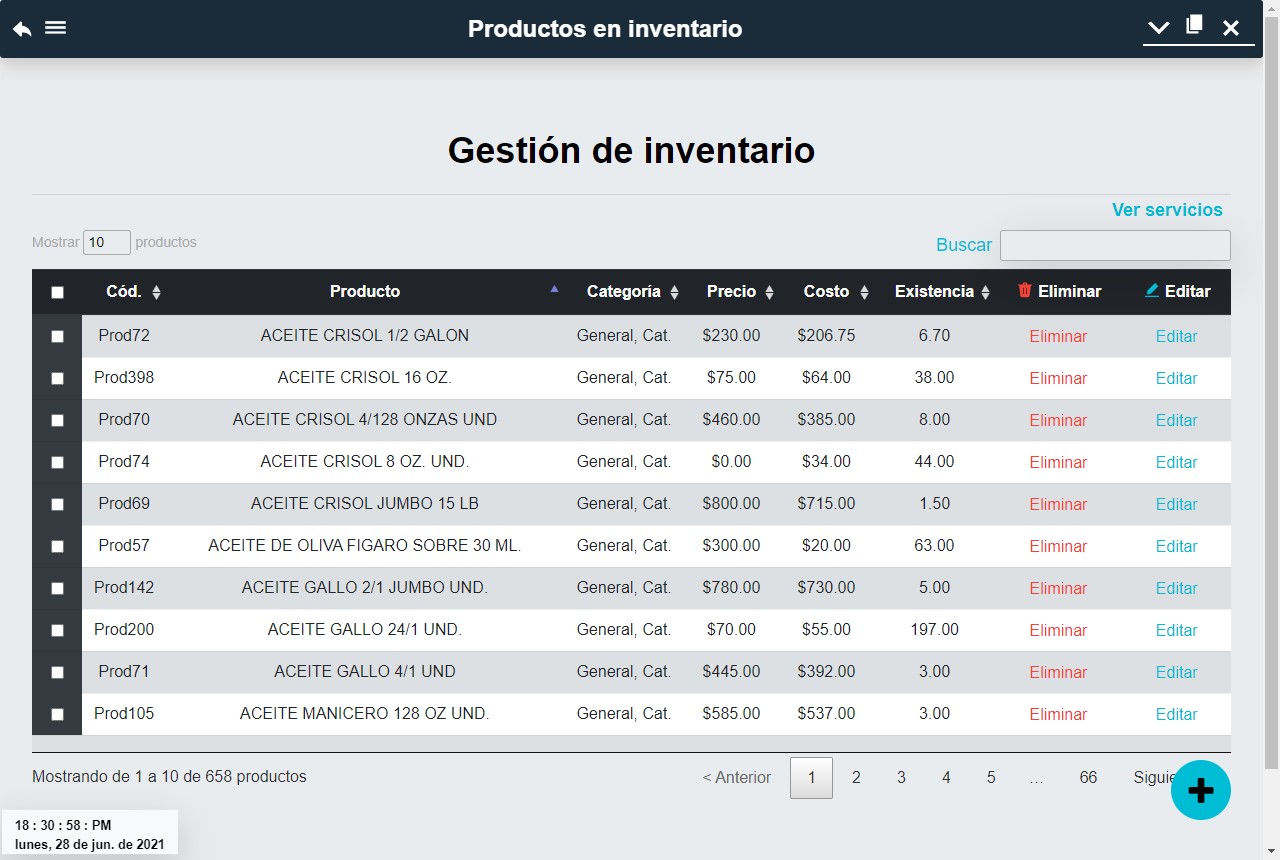 Productos en inventario
Gestión de inventario
Ver servicios
Mostrar 10 productos
Buscar
Cód. Producto Categoría Precio Costo Existencia Eliminar Editar
Prod72 ACEITE CRISOL 1/2 GALON General, Cat. $230.00 $206.75 6.70 Eliminar Editar
Prod398 ACEITE CRISOL 16 OZ. General, Cat. $75.00 $64.00 38.00 Eliminar Editar
Prod70 ACEITE CRISOL 4/128 ONZAS UND General, Cat. $460.00 $385.00 8.00 Eliminar Editar
Prod74 ACEITE CRISOL 8 OZ. UND. General, Cat. $0.00 $34.00 44.00 Eliminar Editar
Prod69 ACEITE CRISOL JUMBO 15 LB General, Cat. $800.00 $715.00 1.50 Eliminar Editar
Prod57 ACEITE DE OLIVA FIGARO SOBRE 30 ML. General, Cat. $300.00 $20.00 63.00 Eliminar Editar
Prod142 ACEITE GALLO 2/1 JUMBO UND. General, Cat. $780.00 $730.00 5.00 Eliminar Editar
Prod200 ACEITE GALLO 24/1 UND. General, Cat. $70.00 $55.00 197.00 Eliminar Editar
Prod71 ACEITE GALLO 4/1 UND General, Cat. $445.00 $392.00 3.00 Eliminar Editar
Prod105 ACEITE MANICERO 128 OZ UND. General, Cat. $585.00 $537.00 3.00 Eliminar Editar
Mostrando de 1 a 10 de 658 productos < Anterior 1 2 3 4 5 … 66 Siguie
18 : 30 : 58 : PM
lunes, 28 de jun. de 2021